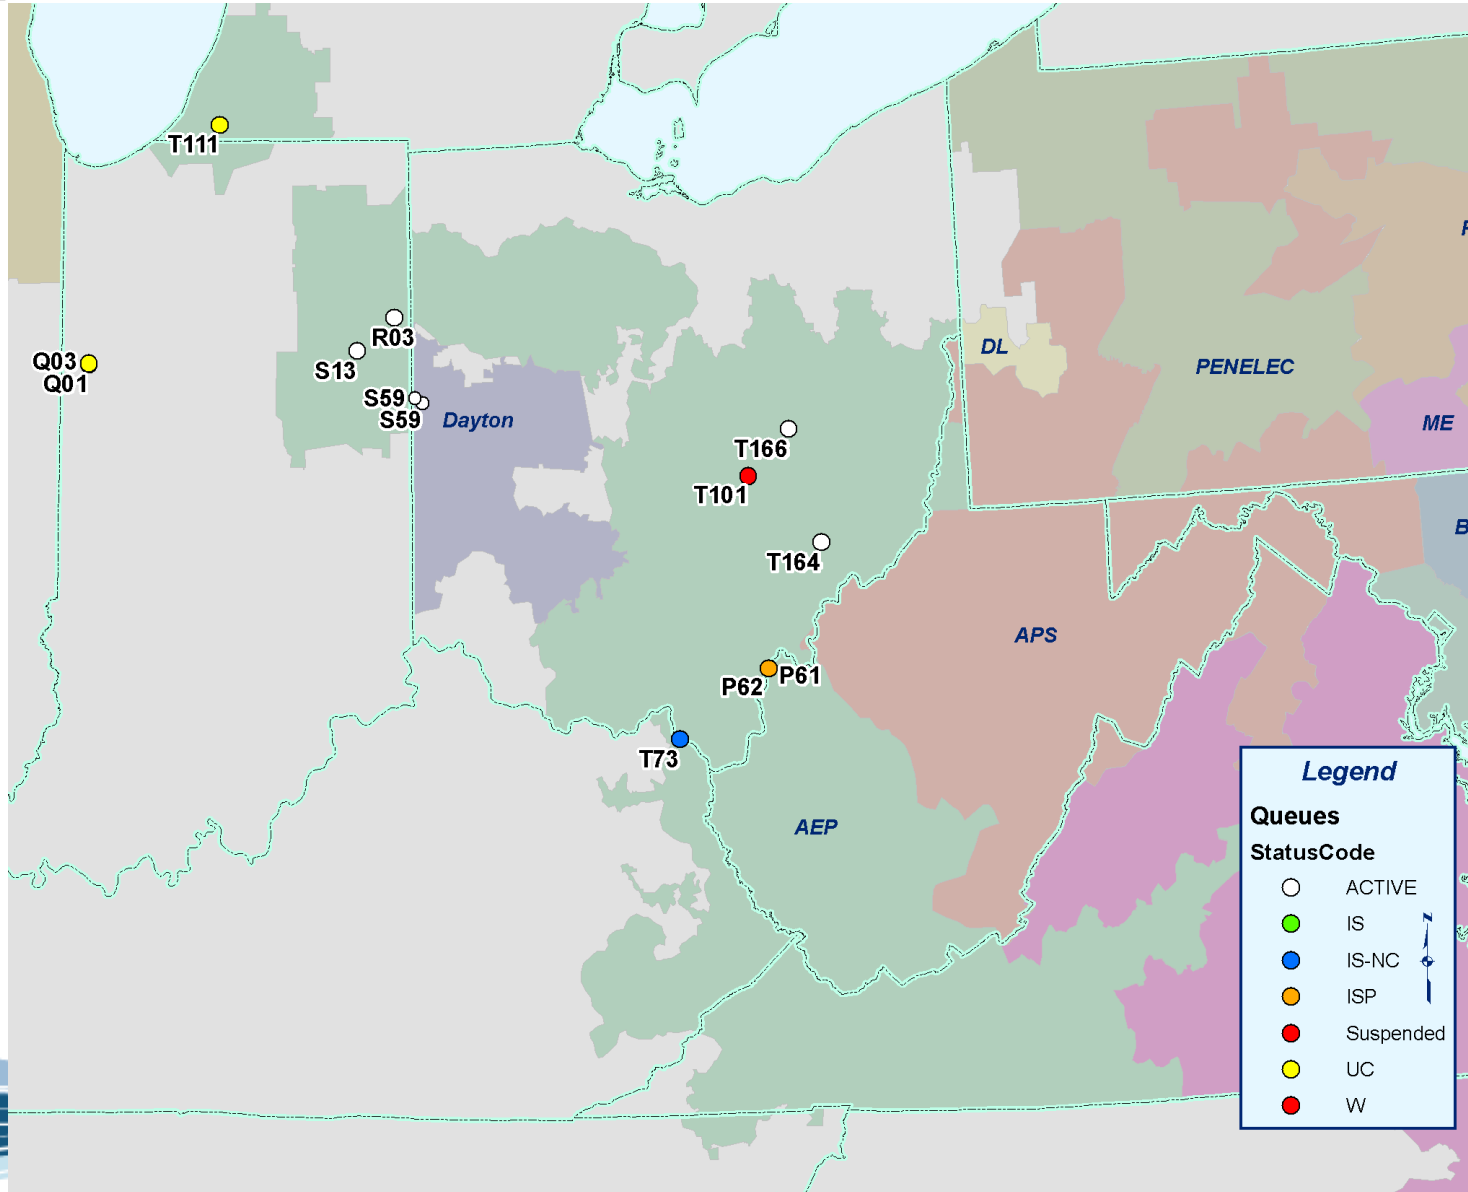 T111
R03
S13
Q03
Q01
S59
S59
Dayton
DL
PENELEC
ME
T166
T101
T164
APS
P61
P62
T73
AEP
Legend
Queues
StatusCode
ACTIVE
IS
N
IS-NC
ISP
Suspended
UC
W